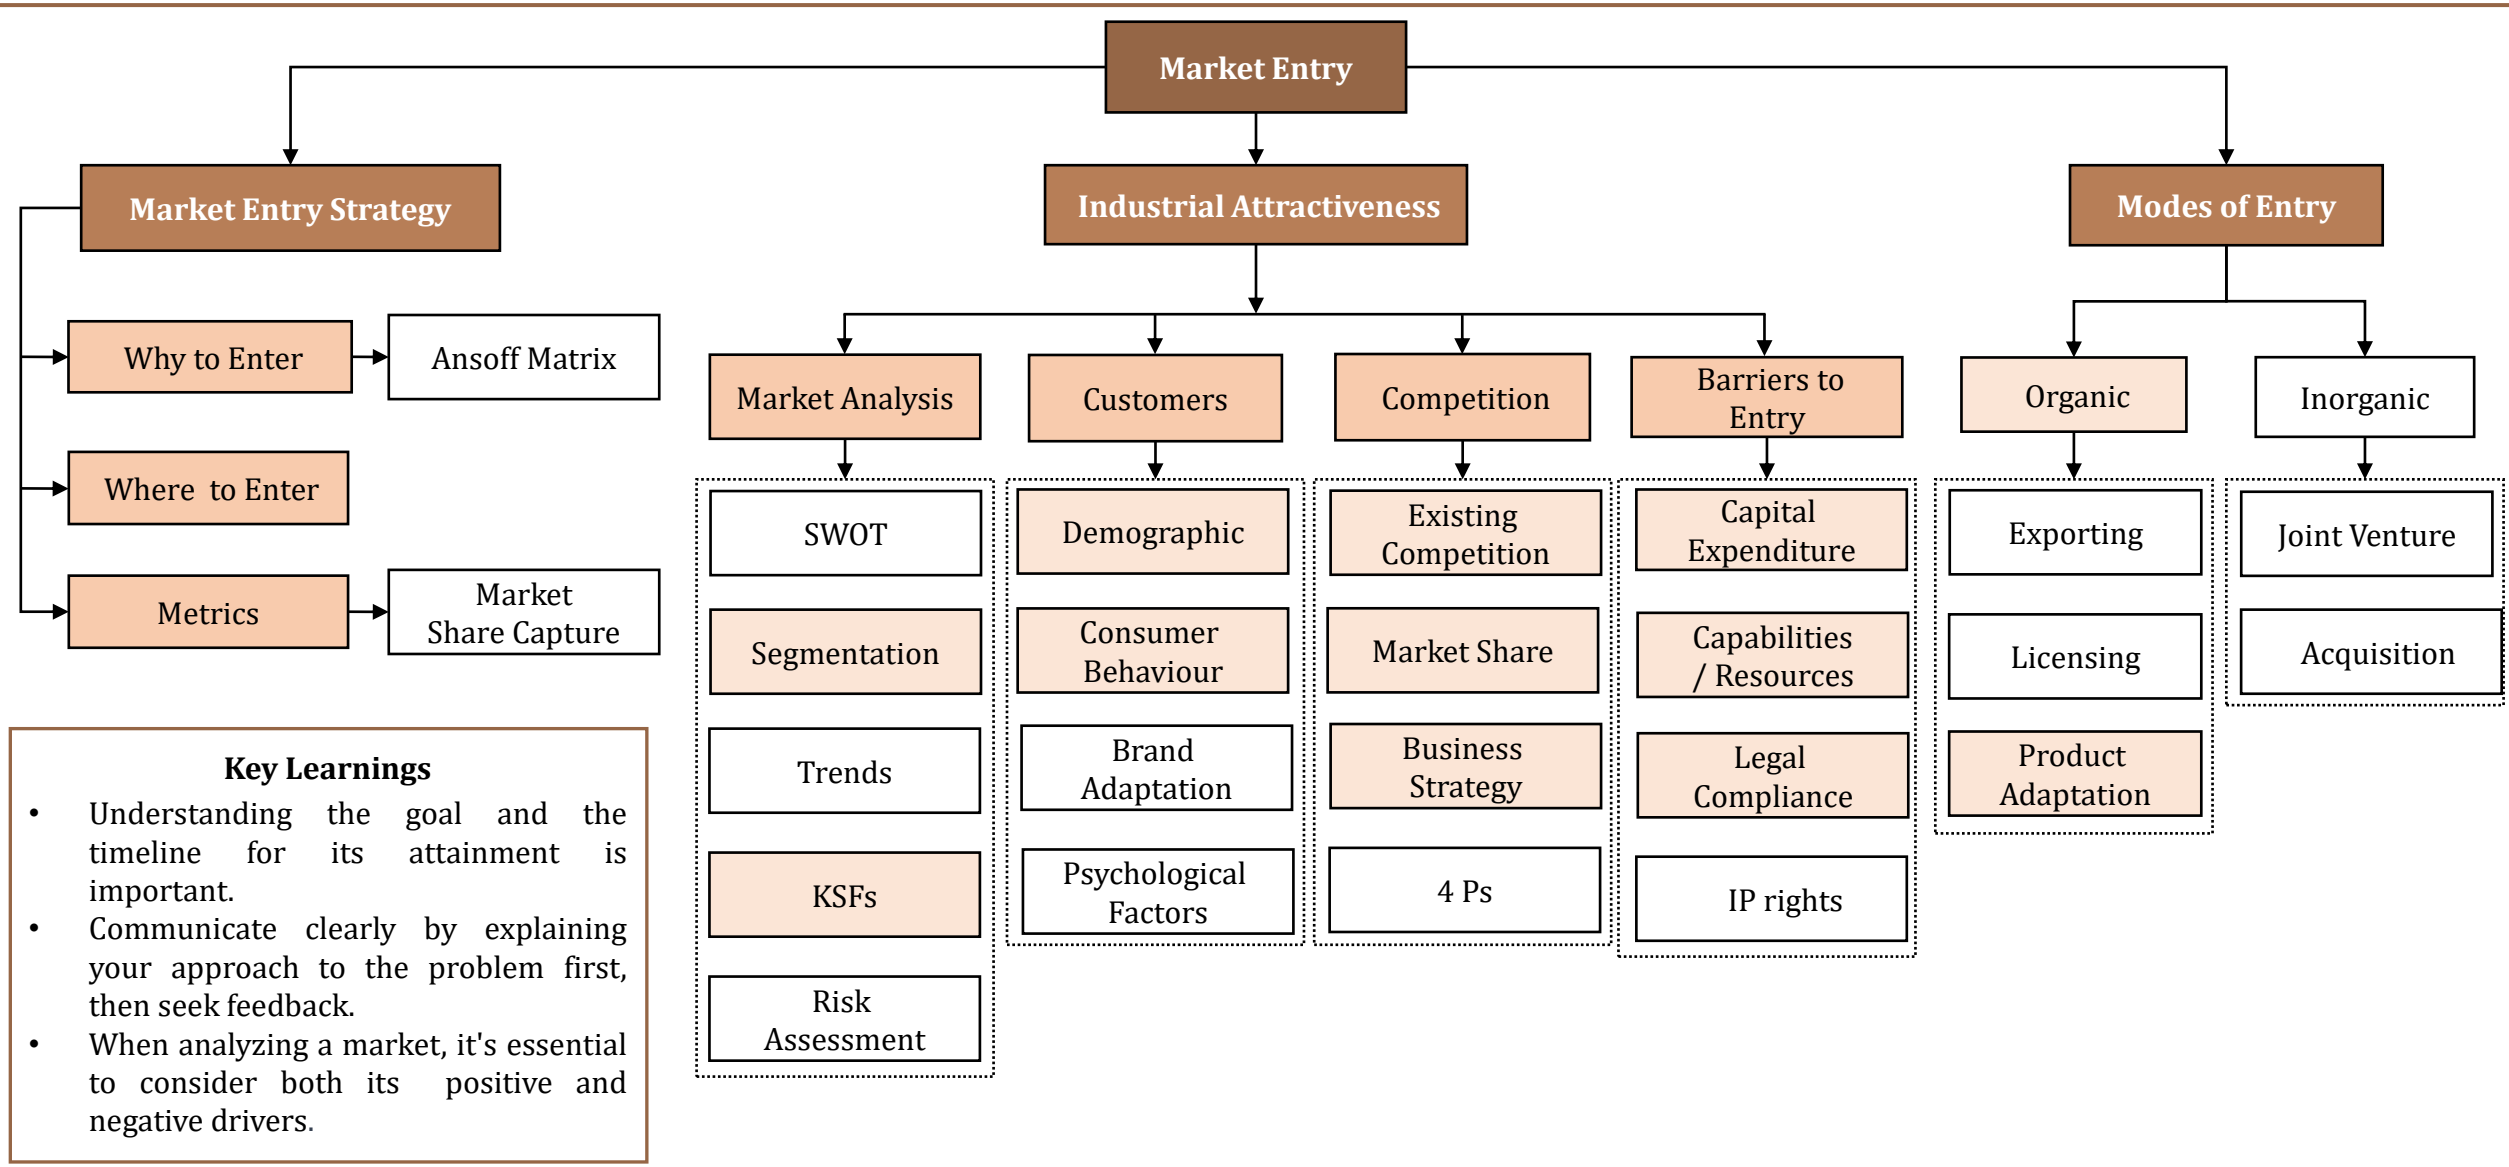 Market Entry
Market Entry Strategy
Industrial Attractiveness
Modes of Entry
Why to Enter
Ansoff Matrix
Where to Enter
Metrics
Market
Share Capture
Market Analysis
Customers
Competition
Barriers to
Entry
Organic
Inorganic
SWOT
Segmentation
Trends
KSFs
Risk
Assessment
Demographic
Consumer
Behaviour
Brand
Adaptation
Psychological
Factors
Existing
Competition
Market Share
Business
Strategy
4 Ps
Capital
Expenditure
Capabilities
/ Resources
Legal
Compliance
IP rights
Exporting
Licensing
Product
Adaptation
Joint Venture
Acquisition
Key Learnings
• Understanding the goal and the
timeline for its attainment is
important.
• Communicate clearly by explaining
your approach to the problem first,
then seek feedback.
• When analyzing a market, it's essential
to consider both its positive and
negative drivers.